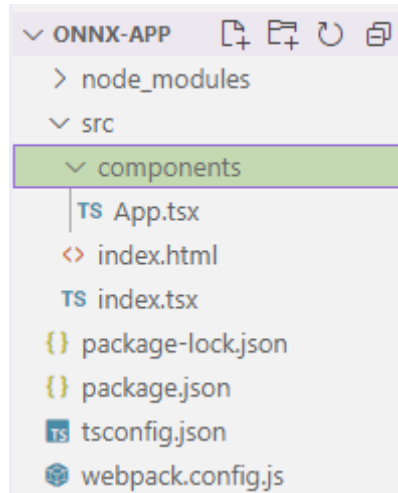 ONNX-APP
node_modules
src
components
TS App.tsx
<> index.html
TS index.tsx
{} package-lock.json
{} package.json
TS tsconfig.json
webpack.config.js